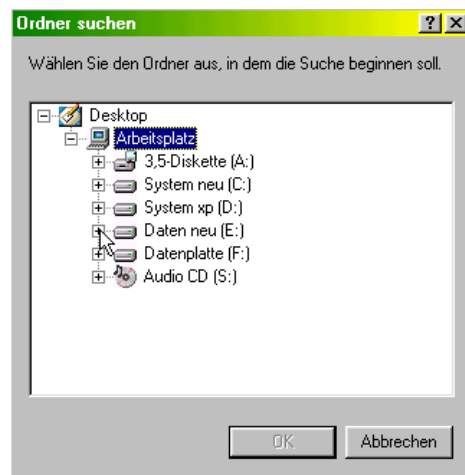 Ordner suchen
Wählen Sie den Ordner aus, in dem die Suche beginnen soll.
Desktop
Arbeitsplatz
3,5-Diskette (A:)
System neu (C:)
System xp (D:)
Daten neu (E:)
Datenplatte (F:)
Audio CD (S:)
OK Abbrechen